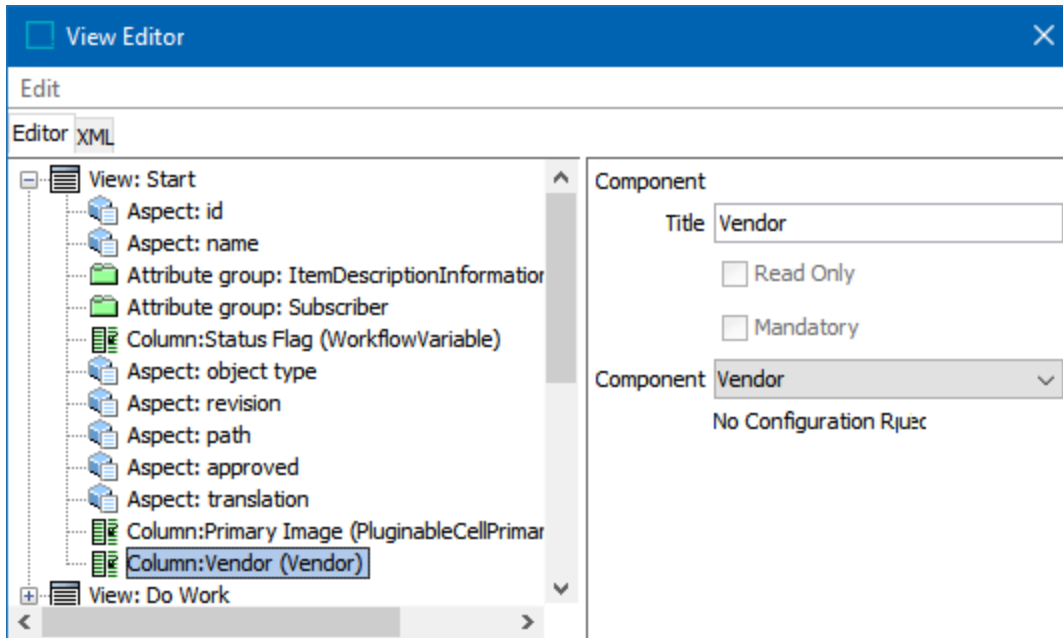 View Editor
Edit
Editor XML
View: Start
Aspect: id
Aspect: name
Attribute group: ItemDescriptionInformation
Attribute group: Subscriber
Column:Status Flag (WorkflowVariable)
Aspect: object type
Aspect: revision
Aspect: path
Aspect: approved
Aspect: translation
Column:Primary Image (PluginableCellPrimar
Column:Vendor (Vendor)
View: Do Work
Component
Title Vendor
Read Only
Mandatory
Component Vendor
No Configuration